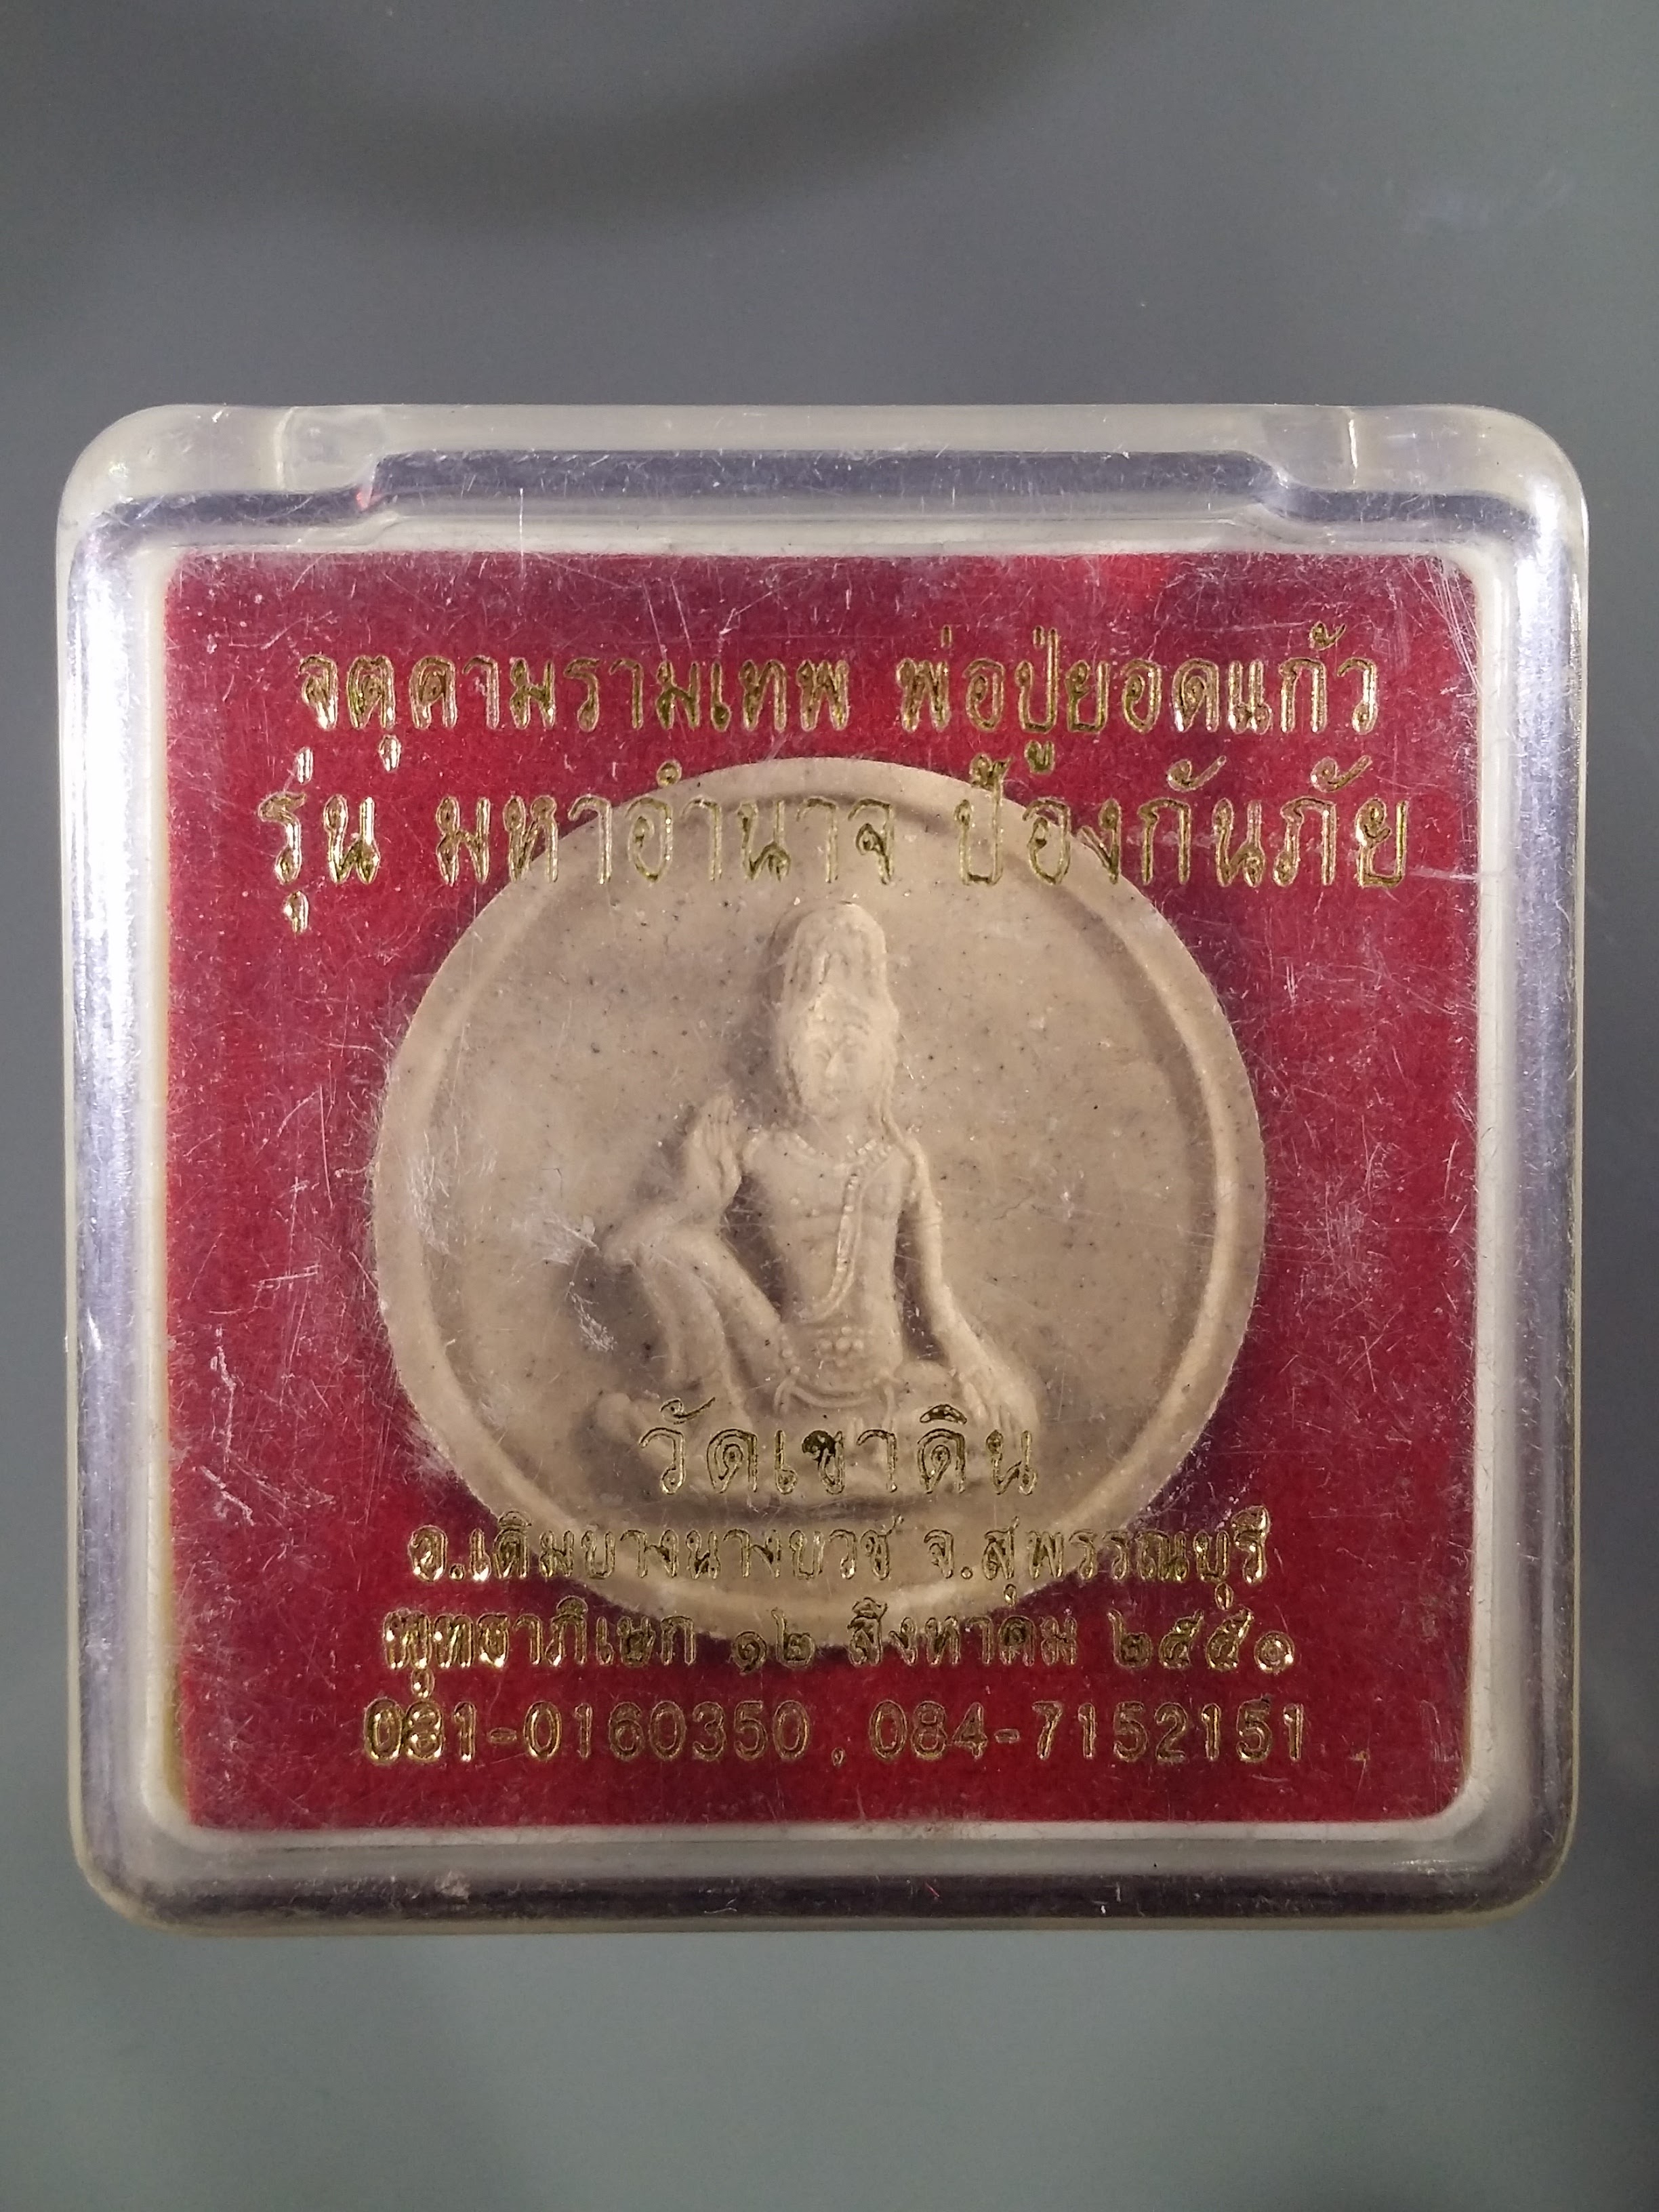 จตุคามรามเทพ พ่อปู่ยอดแก้ว
รุ่น มหาอำนาจ ป้องกันภัย
วัดเขาดิน
อ.เดิมบางนางบวช จ.สุพรรณบุรี
พุทธาภิเษก ๑๒ สิงหาคม ๒๕๕๑
081-0160350, 084-7152151